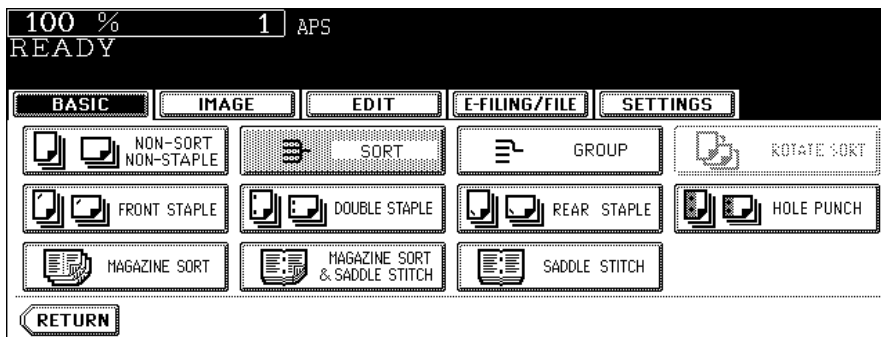 100 % 1 APS
READY
BASIC IMAGE EDIT E-FILING/FILE SETTINGS
NON-SORT
NON-STAPLE
SORT
GROUP
ROTATE SORT
FRONT STAPLE
DOUBLE STAPLE
REAR STAPLE
HOLE PUNCH
MAGAZINE SORT
MAGAZINE SORT
& SADDLE STITCH
SADDLE STITCH
RETURN